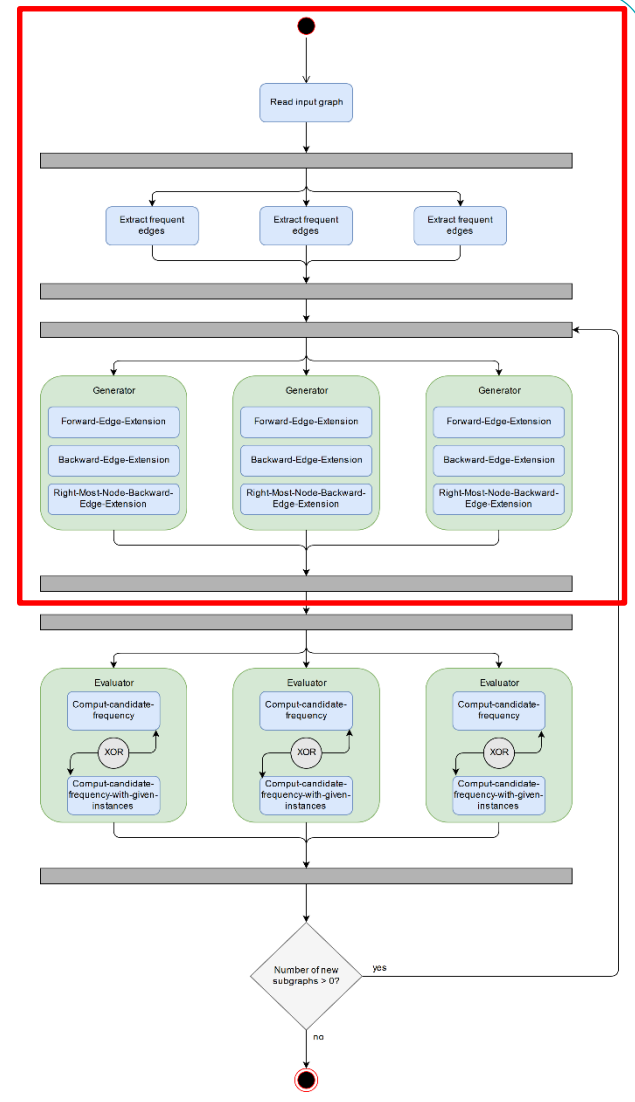 Read input graph
Extract frequent
edges
Extract frequent
edges
Extract frequent
edges
Generator
Forward-Edge-Extension
Backward-Edge-Extension
Right-Most-Node-Backward-
Edge-Extension
Generator
Forward-Edge-Extension
Backward-Edge-Extension
Right-Most-Node-Backward-
Edge-Extension
Generator
Forward-Edge-Extension
Backward-Edge-Extension
Right-Most-Node-Backward-
Edge-Extension
Evaluator
Comput-candidate-
frequency
XOR
Comput-candidate-
frequency-with-given-
instances
Evaluator
Comput-candidate-
frequency
XOR
Comput-candidate-
frequency-with-given-
instances
Evaluator
Comput-candidate-
frequency
XOR
Comput-candidate-
frequency-with-given-
instances
Number of new
subgraphs > 0?
yes
no